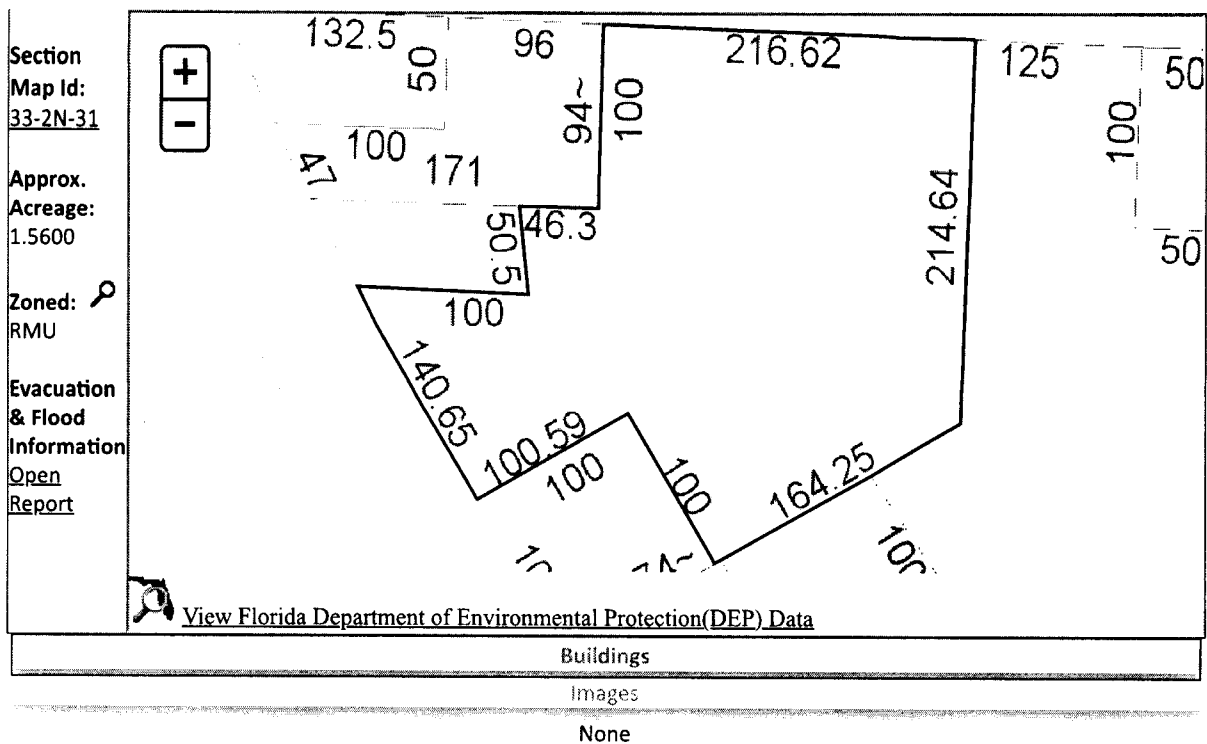 Section
Map Id:
33-2N-31
Approx.
Acreage:
1.5600
Zoned:
RMU
Evacuation
& Flood
Information
Open
Report
+
−
132.5
50
96
216.62
125
50
100
94~
100
100
47
171
46.3
50.5
100
214.64
50
140.65
100.59
100
100
164.25
View Florida Department of Environmental Protection(DEP) Data
Buildings
Images
None